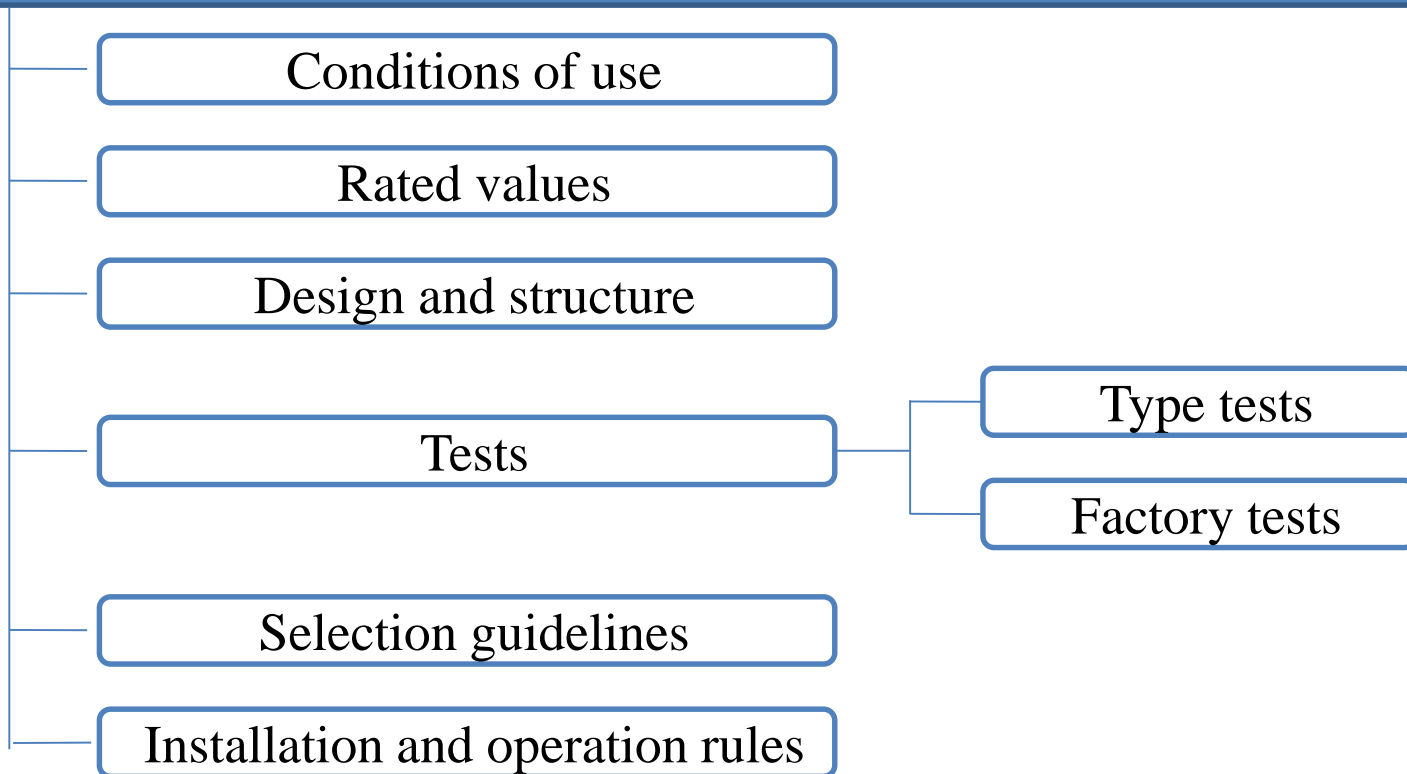 Conditions of use
Rated values
Design and structure
Tests
Type tests
Factory tests
Selection guidelines
Installation and operation rules